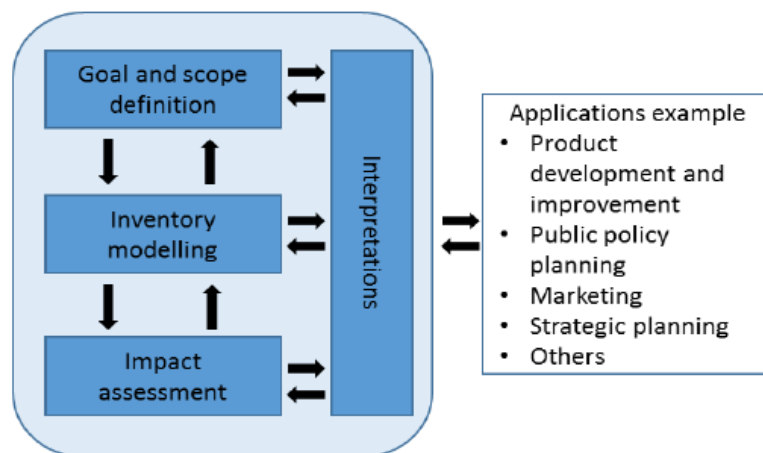 Goal and scope
definition
Inventory
modelling
Impact
assessment
Interpretations
Applications example
• Product
development and
improvement
• Public policy
planning
• Marketing
• Strategic planning
• Others